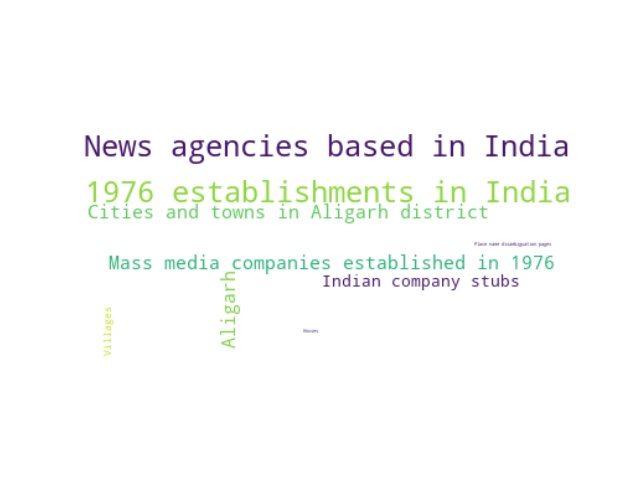 News agencies based in India
1976 establishments in India
Cities and towns in Aligarh district
Place name disambiguation pages
Mass media companies established in 1976
Indian company stubs
Aligarh
Villages